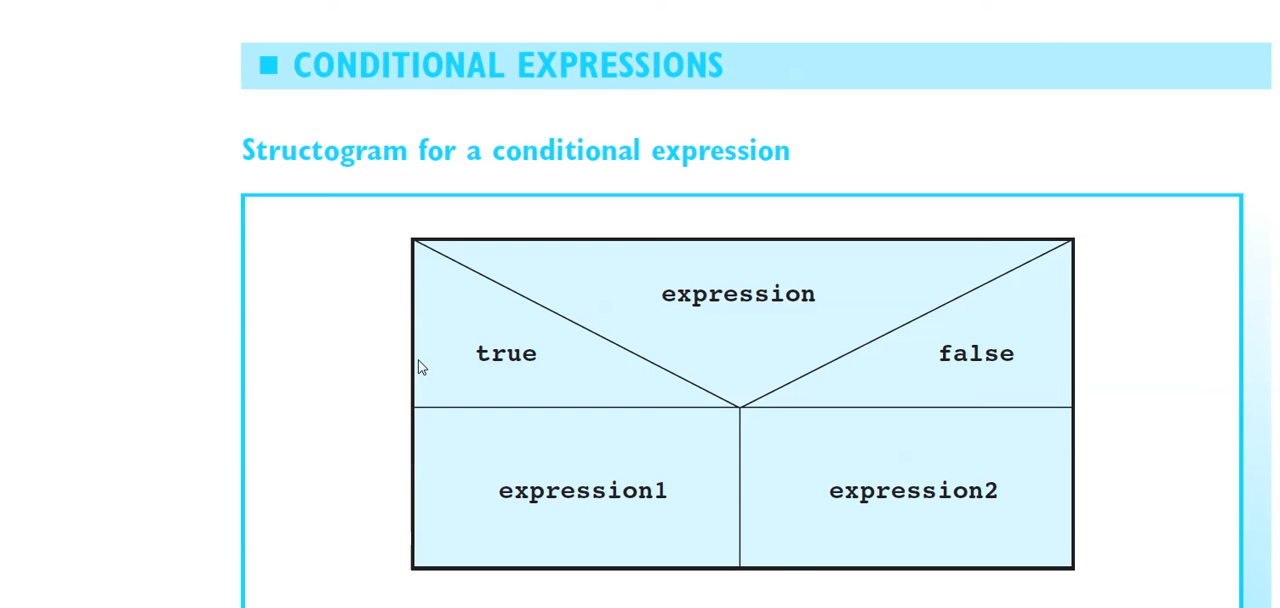 CONDITIONAL EXPRESSIONS
Structogram for a conditional expression
expression
true false
expression1 expression2